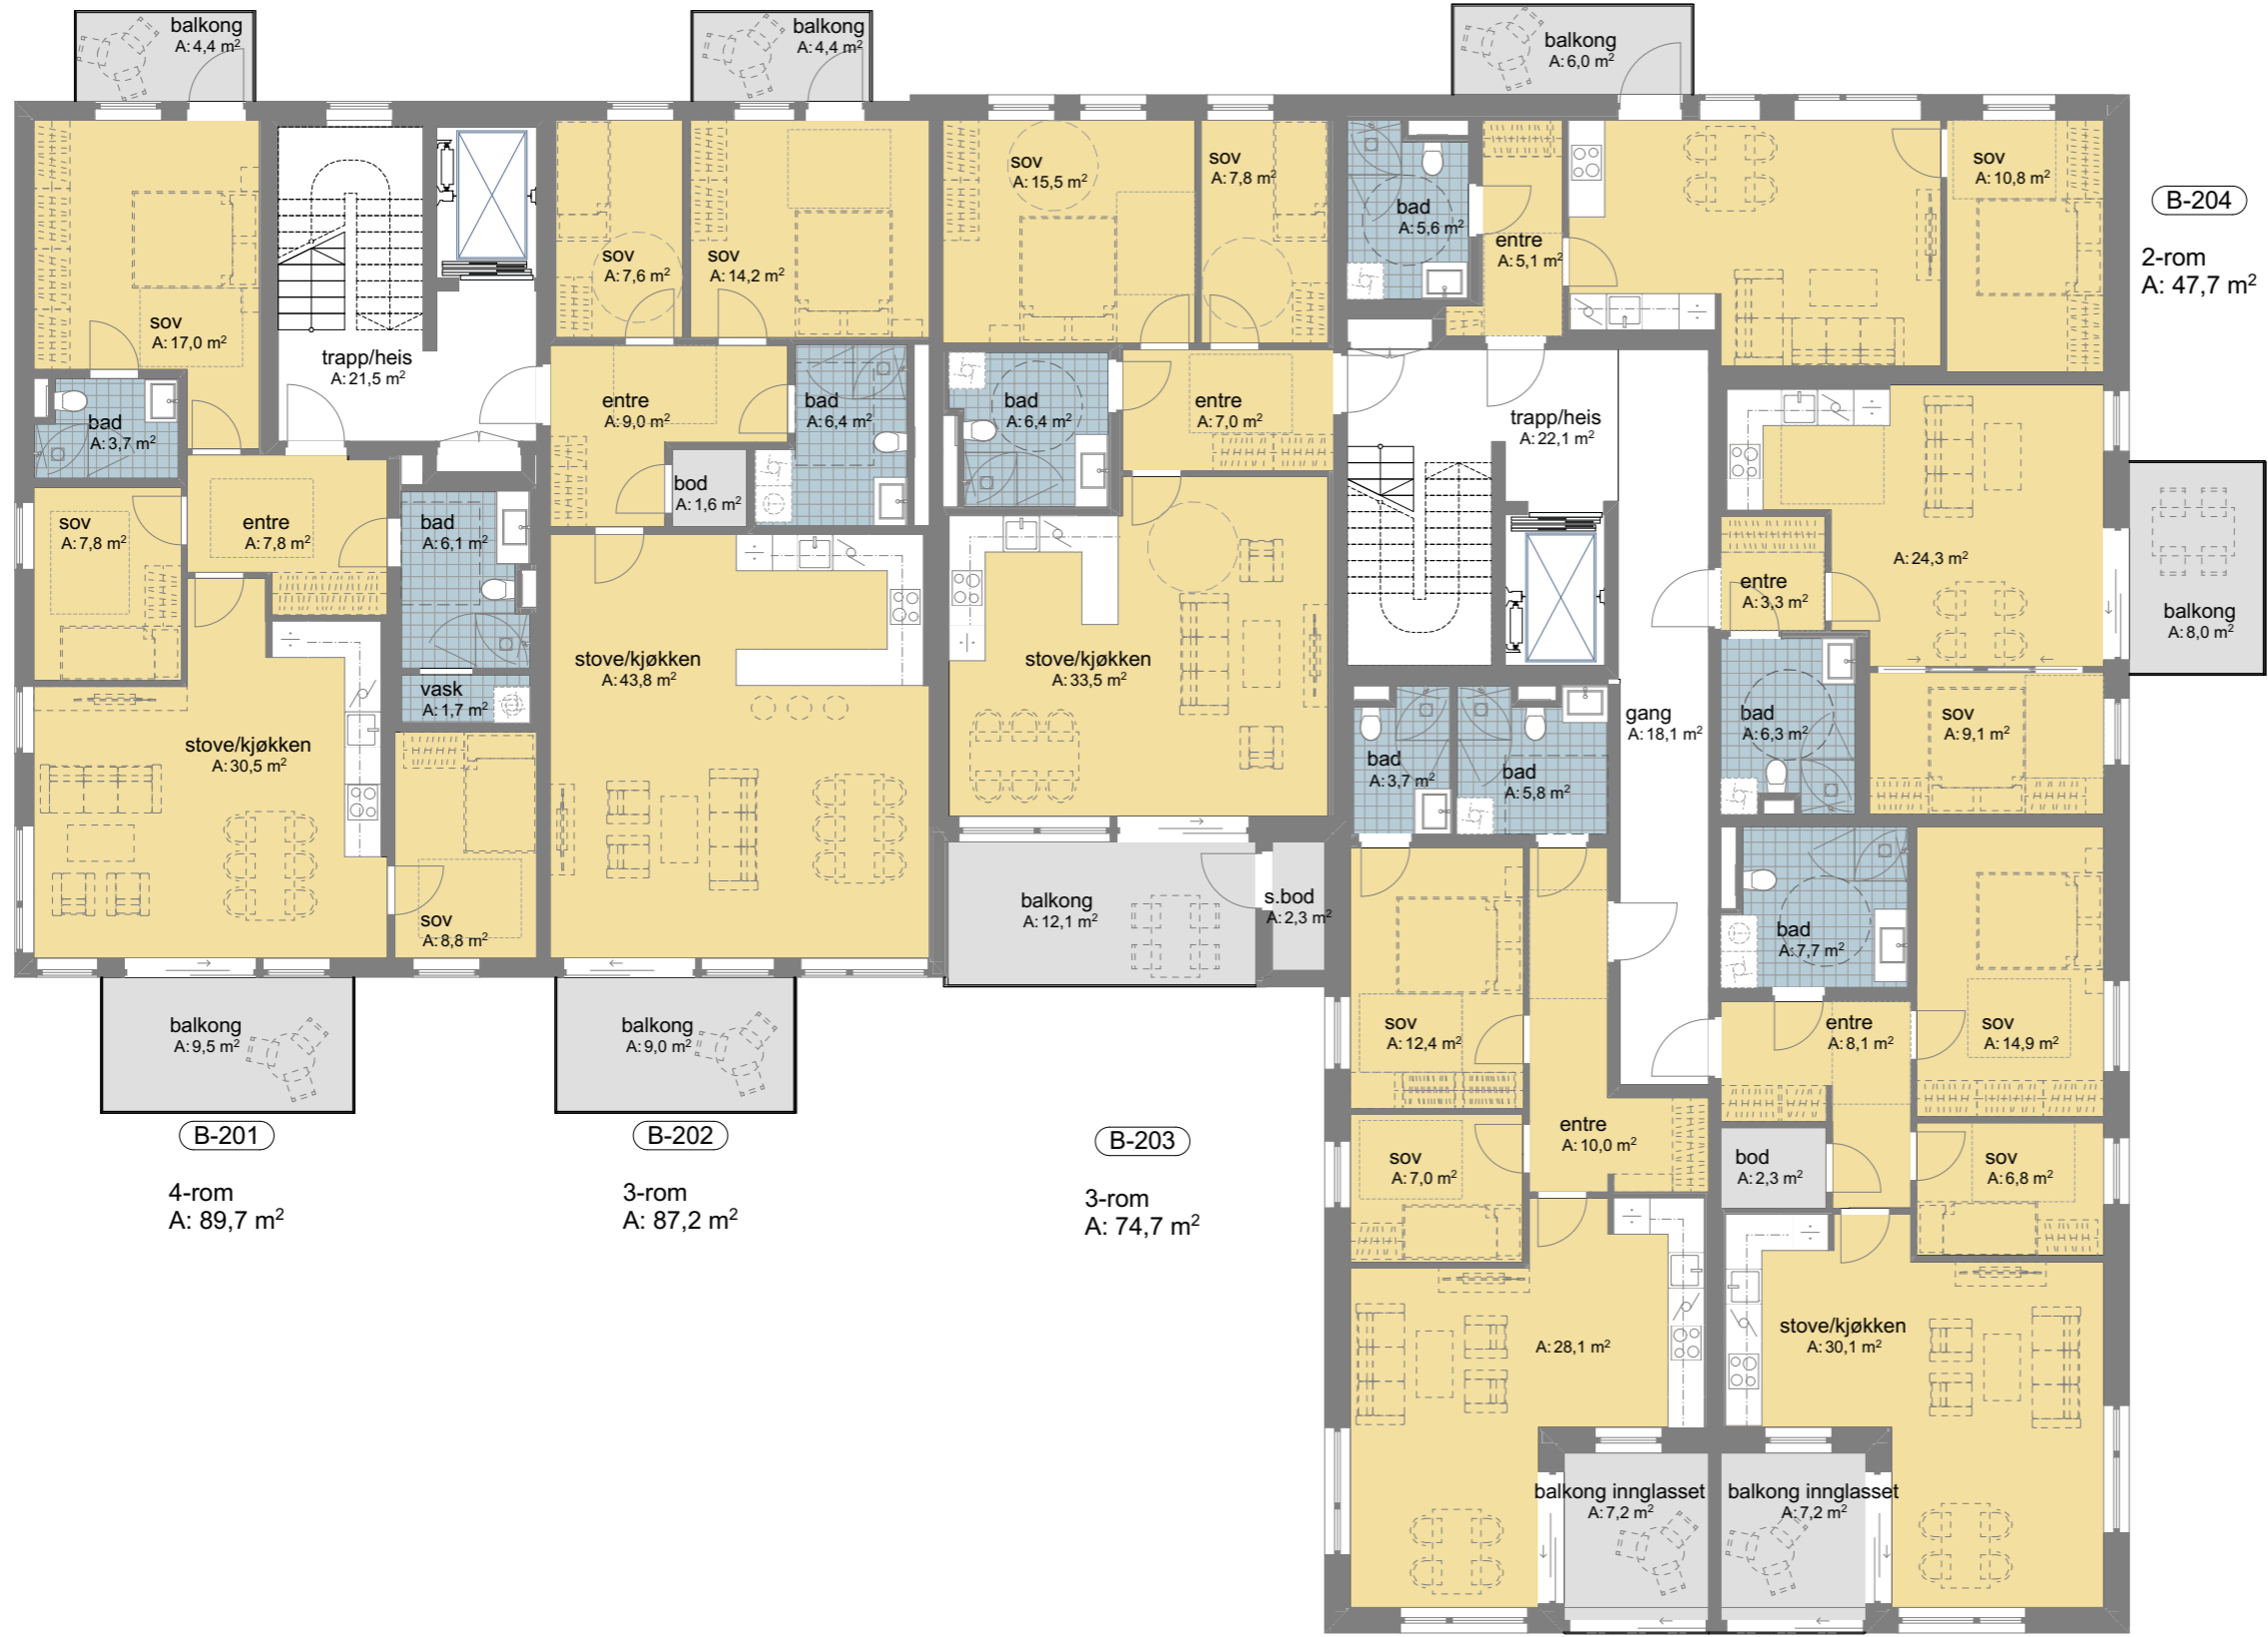 balkong
A: 4,4 m²
balkong
A: 4,4 m²
balkong
A: 6,0 m²
sov
A: 17,0 m²
trapp/heis
A: 21,5 m²
sov
A: 7,6 m²
sov
A: 14,2 m²
sov
A: 15,5 m²
sov
A: 7,8 m²
bad
A: 5,6 m²
entre
A: 5,1 m²
sov
A: 10,8 m²
B-204
2-rom
A: 47,7 m²
bad
A: 3,7 m²
entre
A: 9,0 m²
bad
A: 6,4 m²
bad
A: 6,4 m²
entre
A: 7,0 m²
trapp/heis
A: 22,1 m²
sov
A: 7,8 m²
entre
A: 7,8 m²
bad
A: 6,1 m²
bod
A: 1,6 m²
A: 24,3 m²
entre
A: 3,3 m²
balkong
A: 8,0 m²
vask
A: 1,7 m²
stove/kjøkken
A: 43,8 m²
stove/kjøkken
A: 33,5 m²
stove/kjøkken
A: 30,5 m²
gang
A: 18,1 m²
bad
A: 6,3 m²
sov
A: 9,1 m²
bad
A: 3,7 m²
bad
A: 5,8 m²
sov
A: 8,8 m²
balkong
A: 12,1 m²
s.bod
A: 2,3 m²
bad
A: 7,7 m²
balkong
A: 9,5 m²
balkong
A: 9,0 m²
sov
A: 12,4 m²
entre
A: 8,1 m²
sov
A: 14,9 m²
B-201
4-rom
A: 89,7 m²
B-202
3-rom
A: 87,2 m²
B-203
3-rom
A: 74,7 m²
sov
A: 7,0 m²
entre
A: 10,0 m²
bod
A: 2,3 m²
sov
A: 6,8 m²
A: 28,1 m²
stove/kjøkken
A: 30,1 m²
balkong innglasset
A: 7,2 m²
balkong innglasset
A: 7,2 m²